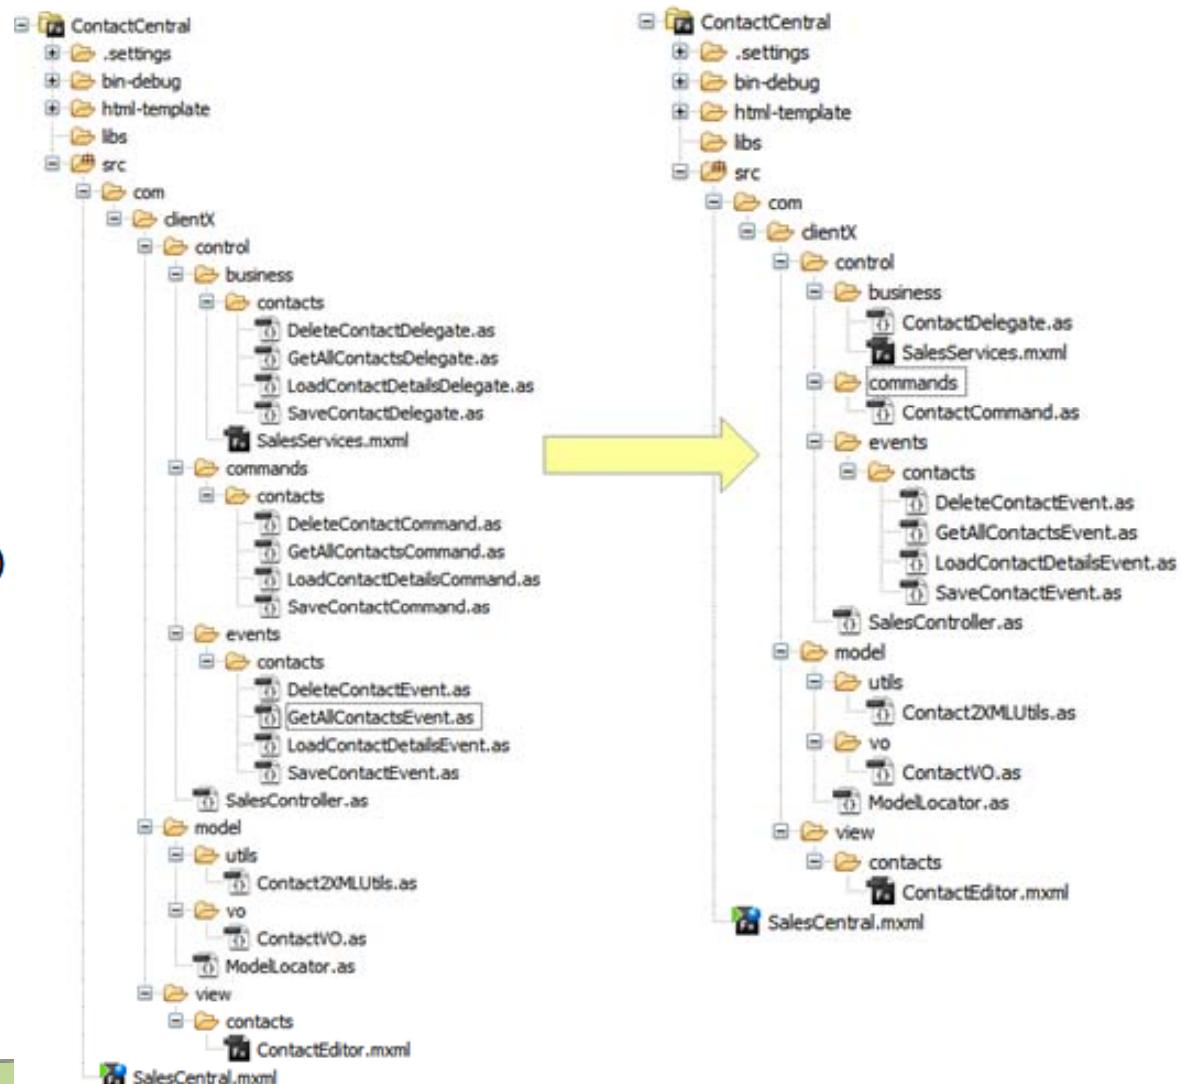 ContactCentral
.settings
bin-debug
html-template
libs
src
com
clientX
control
business
contacts
DeleteContactDelegate.as
GetAllContactsDelegate.as
LoadContactDetailsDelegate.as
SaveContactDelegate.as
SalesServices.mxml
commands
contacts
DeleteContactCommand.as
GetAllContactsCommand.as
LoadContactDetailsCommand.as
SaveContactCommand.as
events
contacts
DeleteContactEvent.as
GetAllContactsEvent.as
LoadContactDetailsEvent.as
SaveContactEvent.as
SalesController.as
model
utils
Contact2XMLUtils.as
vo
ContactVO.as
ModelLocator.as
view
contacts
ContactEditor.mxml
SalesCentral.mxml
ContactCentral
.settings
bin-debug
html-template
libs
src
com
clientX
control
business
ContactDelegate.as
SalesServices.mxml
commands
ContactCommand.as
events
contacts
DeleteContactEvent.as
GetAllContactsEvent.as
LoadContactDetailsEvent.as
SaveContactEvent.as
SalesController.as
model
utils
Contact2XMLUtils.as
vo
ContactVO.as
ModelLocator.as
view
contacts
ContactEditor.mxml
SalesCentral.mxml